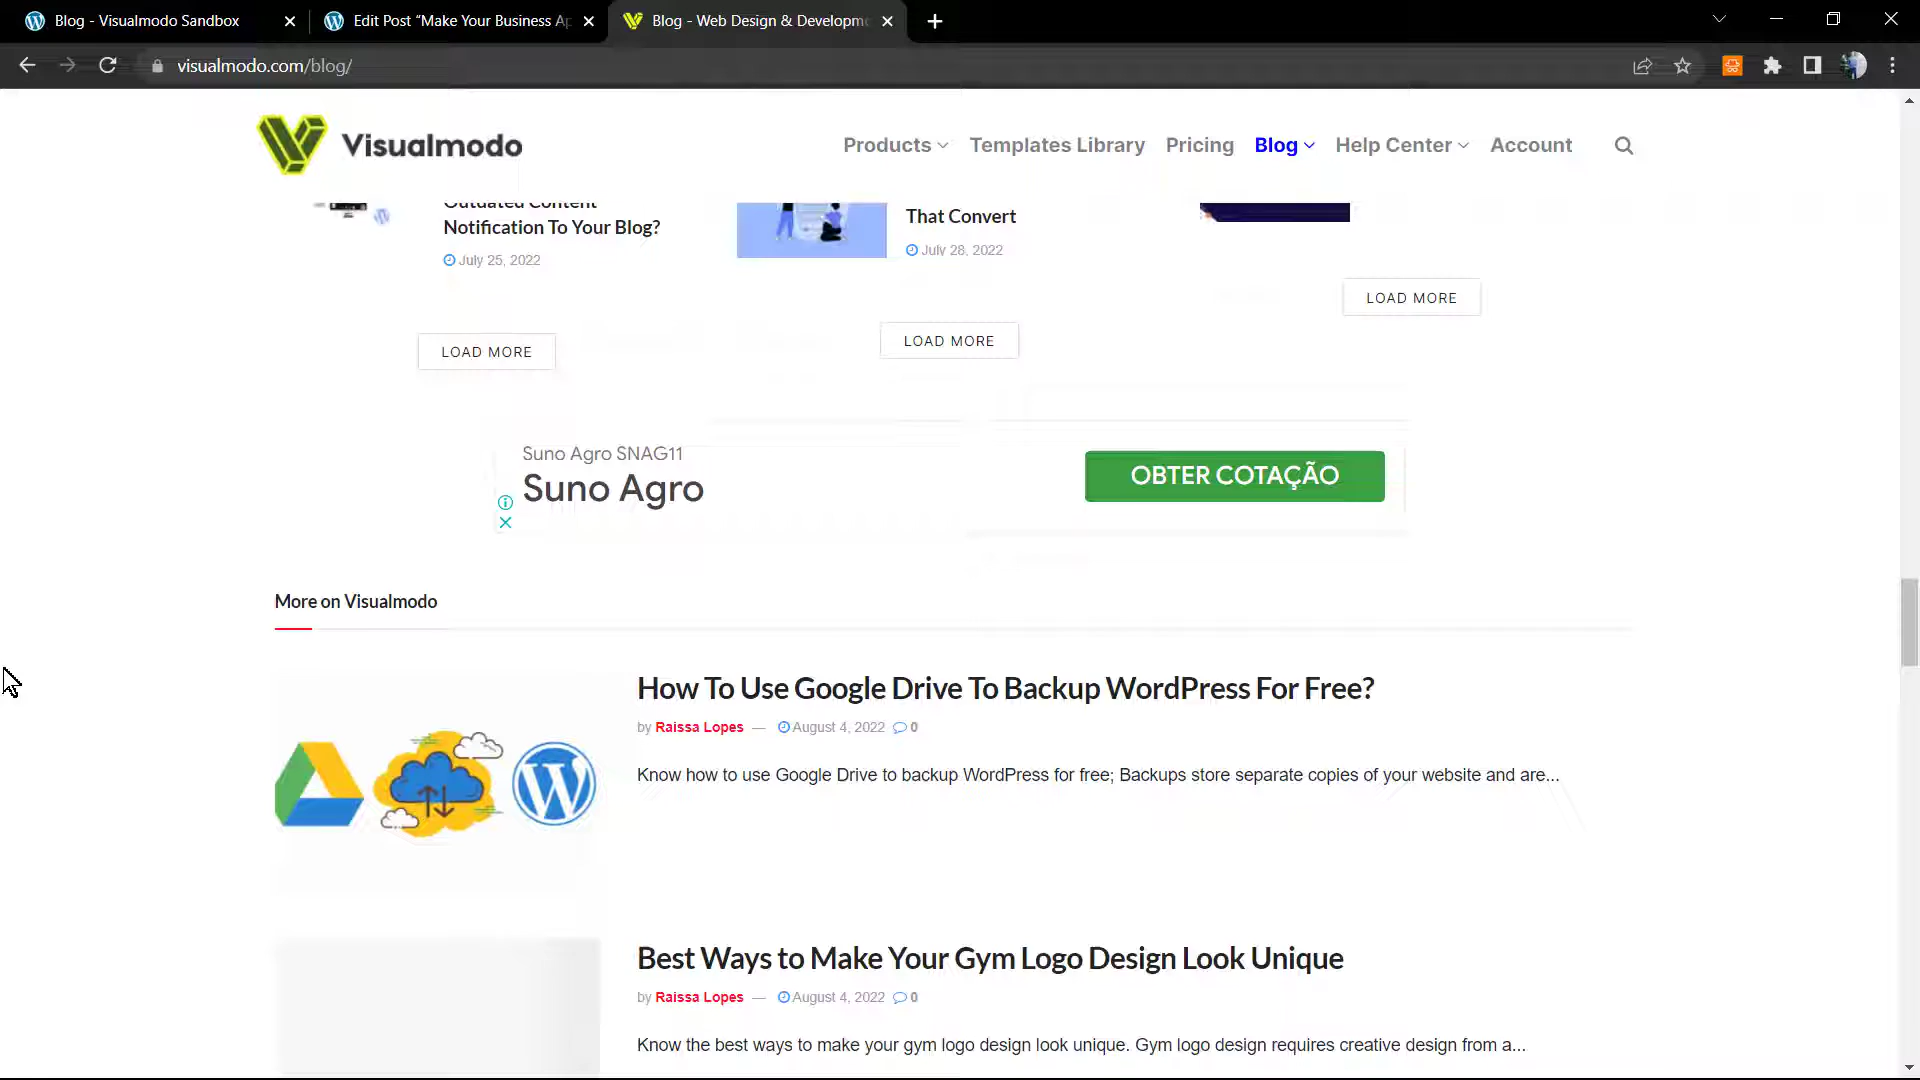 Blog - Visualmodo Sandbox
Edit Post “Make Your Business Ap
Blog - Web Design & Developme
visualmodo.com/blog/
Visualmodo
Products
Templates Library
Pricing
Blog
Help Center
Account
Outdated Content
Notification To Your Blog?
July 25, 2022
That Convert
July 28, 2022
LOAD MORE
LOAD MORE
LOAD MORE
Suno Agro SNAG11
Suno Agro
OBTER COTAÇÃO
More on Visualmodo
How To Use Google Drive To Backup WordPress For Free?
by Raissa Lopes — August 4, 2022 0
Know how to use Google Drive to backup WordPress for free; Backups store separate copies of your website and are...
Best Ways to Make Your Gym Logo Design Look Unique
by Raissa Lopes — August 4, 2022 0
Know the best ways to make your gym logo design look unique. Gym logo design requires creative design from a...